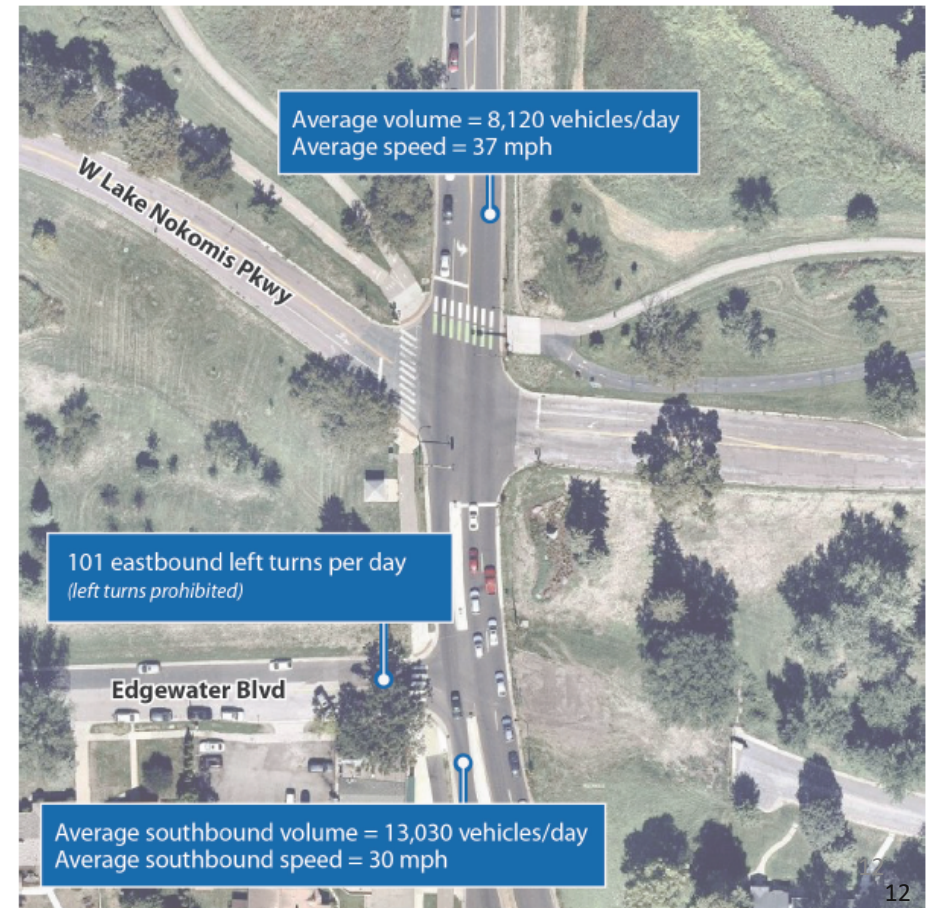 Average volume = 8,120 vehicles/day
Average speed = 37 mph
W Lake Nokomis Pkwy
101 eastbound left turns per day
(left turns prohibited)
Edgewater Blvd
Average southbound volume = 13,030 vehicles/day
Average southbound speed = 30 mph
12